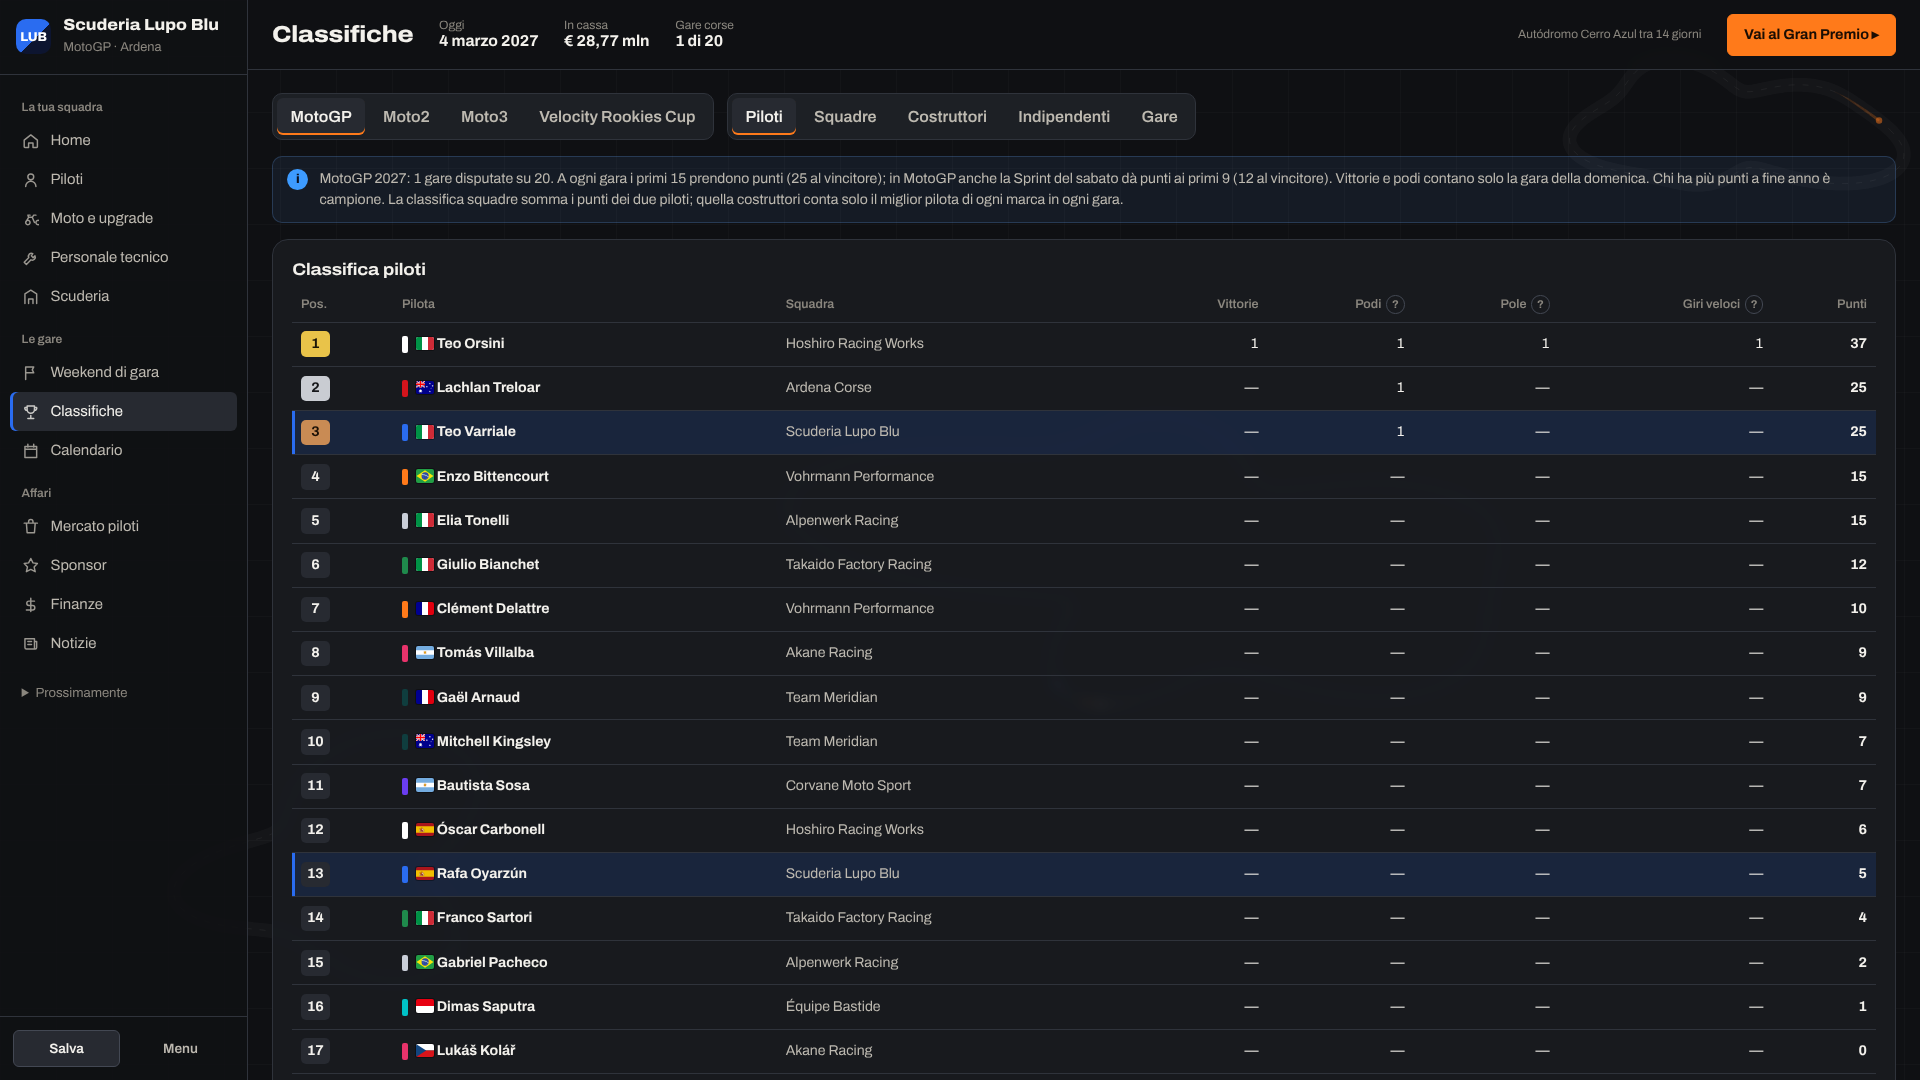 LUB
Scuderia Lupo Blu
MotoGP · Ardena
La tua squadra
Home
Piloti
Moto e upgrade
Personale tecnico
Scuderia
Le gare
Weekend di gara
Classifiche
Calendario
Affari
Mercato piloti
Sponsor
Finanze
Notizie
Prossimamente
Salva Menu
Classifiche
Oggi
4 marzo 2027
In cassa
€ 28,77 mln
Gare corse
1 di 20
Autódromo Cerro Azul tra 14 giorni
Vai al Gran Premio ▸
MotoGP Moto2 Moto3 Velocity Rookies Cup
Piloti Squadre Costruttori Indipendenti Gare
MotoGP 2027: 1 gare disputate su 20. A ogni gara i primi 15 prendono punti (25 al vincitore); in MotoGP anche la Sprint del sabato dà punti ai primi 9 (12 al vincitore). Vittorie e podi contano solo la gara della domenica. Chi ha più punti a fine anno è
campione. La classifica squadre somma i punti dei due piloti; quella costruttori conta solo il miglior pilota di ogni marca in ogni gara.
Classifica piloti
Pos. Pilota Squadra Vittorie Podi ? Pole ? Giri veloci ? Punti
1 Teo Orsini Hoshiro Racing Works 1 1 1 1 37
2 Lachlan Treloar Ardena Corse — 1 — — 25
3 Teo Varriale Scuderia Lupo Blu — 1 — — 25
4 Enzo Bittencourt Vohrmann Performance — — — — 15
5 Elia Tonelli Alpenwerk Racing — — — — 15
6 Giulio Bianchet Takaido Factory Racing — — — — 12
7 Clément Delattre Vohrmann Performance — — — — 10
8 Tomás Villalba Akane Racing — — — — 9
9 Gaël Arnaud Team Meridian — — — — 9
10 Mitchell Kingsley Team Meridian — — — — 7
11 Bautista Sosa Corvane Moto Sport — — — — 7
12 Óscar Carbonell Hoshiro Racing Works — — — — 6
13 Rafa Oyarzún Scuderia Lupo Blu — — — — 5
14 Franco Sartori Takaido Factory Racing — — — — 4
15 Gabriel Pacheco Alpenwerk Racing — — — — 2
16 Dimas Saputra Équipe Bastide — — — — 1
17 Lukáš Kolář Akane Racing — — — — 0